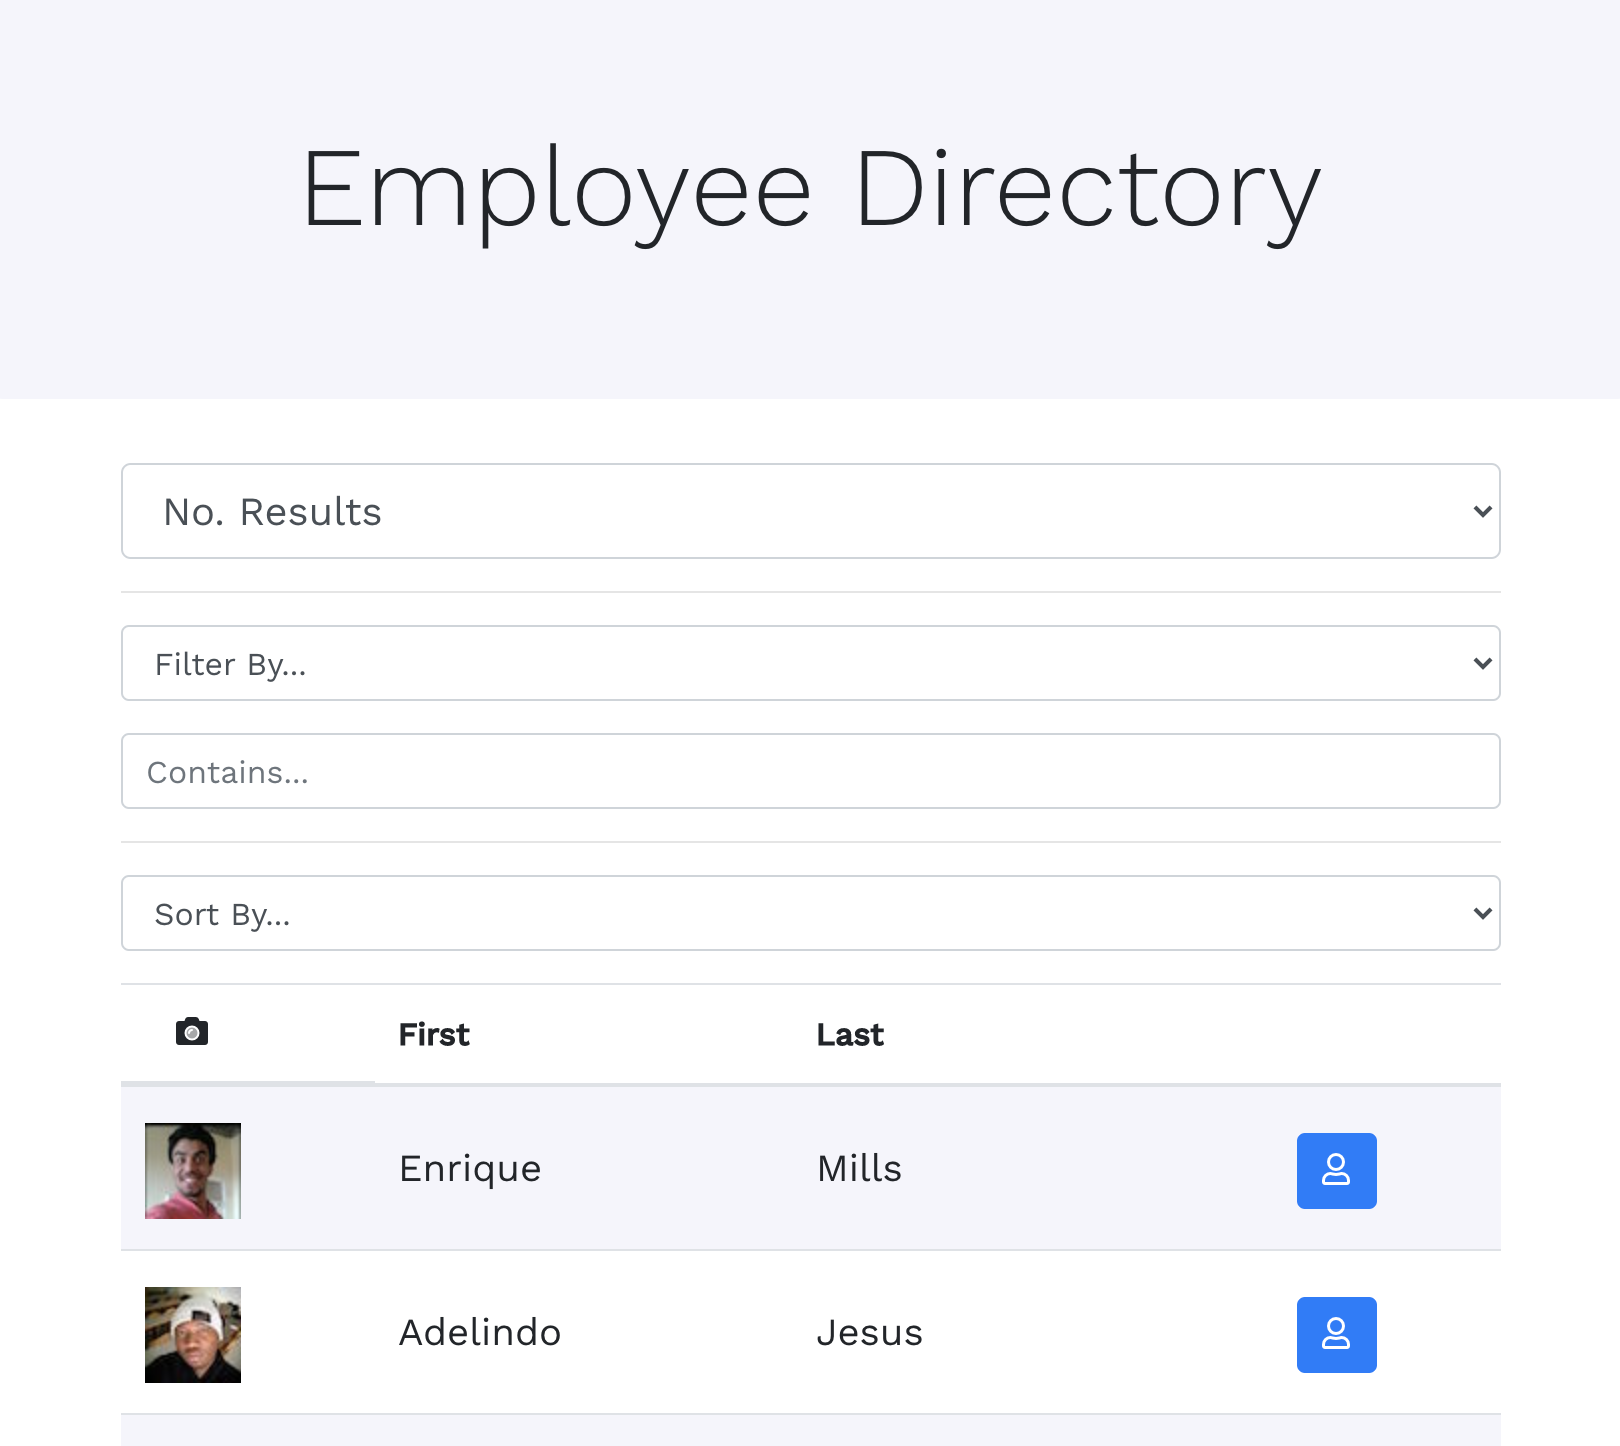 Employee Directory
No. Results
Filter By...
Contains...
Sort By...
First Last
Enrique Mills
Adelindo Jesus